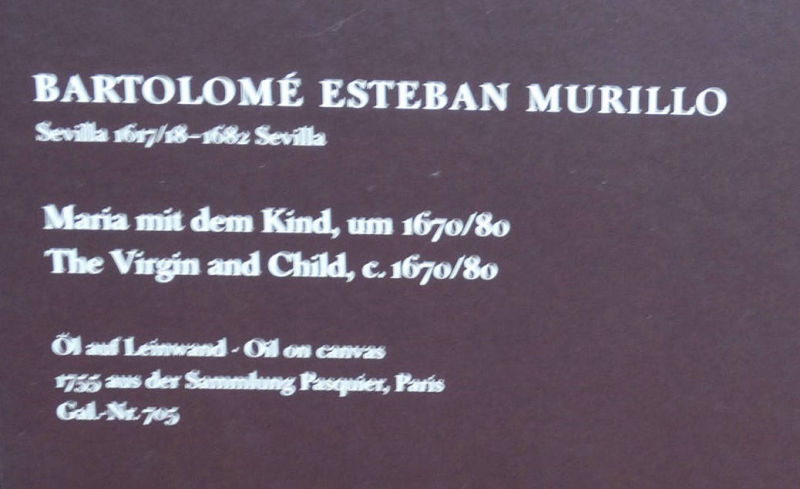 BARTOLOMÉ ESTEBAN MURILLO
Sevilla 1617/18–1682 Sevilla
Maria mit dem Kind, um 1670/80
The Virgin and Child, c. 1670/80
Öl auf Leinwand - Oil on canvas
1755 aus der Sammlung Pasquier, Paris
Gal.-Nr. 705